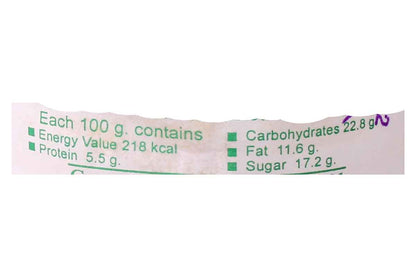 Each 100 g. contains
Energy Value 218 kcal
Protein 5.5 g.
Carbohydrates 22.8 g
Fat 11.6 g.
Sugar 17.2 g.